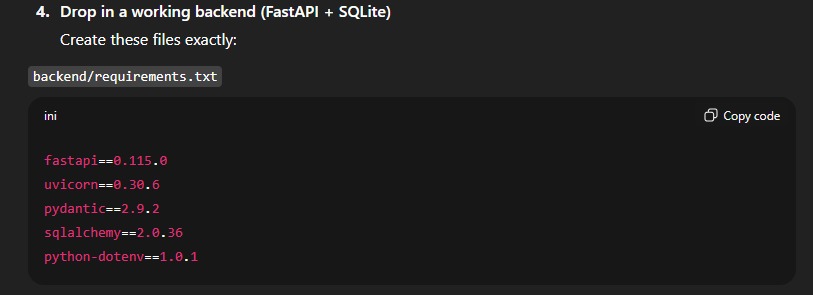 4. Drop in a working backend (FastAPI + SQLite)
Create these files exactly:
backend/requirements.txt
ini
Copy code
fastapi==0.115.0
uvicorn==0.30.6
pydantic==2.9.2
sqlalchemy==2.0.36
python-dotenv==1.0.1